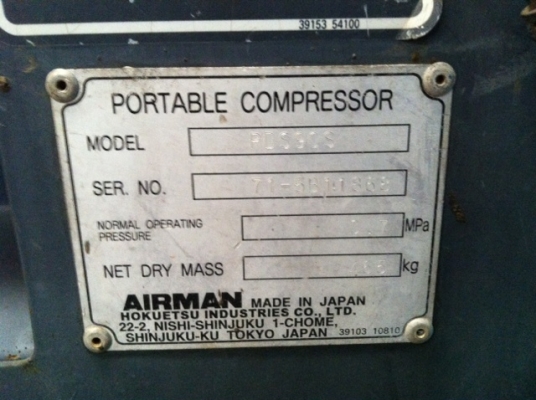 39153 54100
PORTABLE COMPRESSOR
MODEL
SER. NO.
NORMAL OPERATING
PRESSURE MPa
NET DRY MASS kg
AIRMAN MADE IN JAPAN
HOKUETSU INDUSTRIES CO., LTD.
22-2, NISHI-SHINJUKU 1-CHOME,
SHINJUKU-KU TOKYO JAPAN 39103 10810